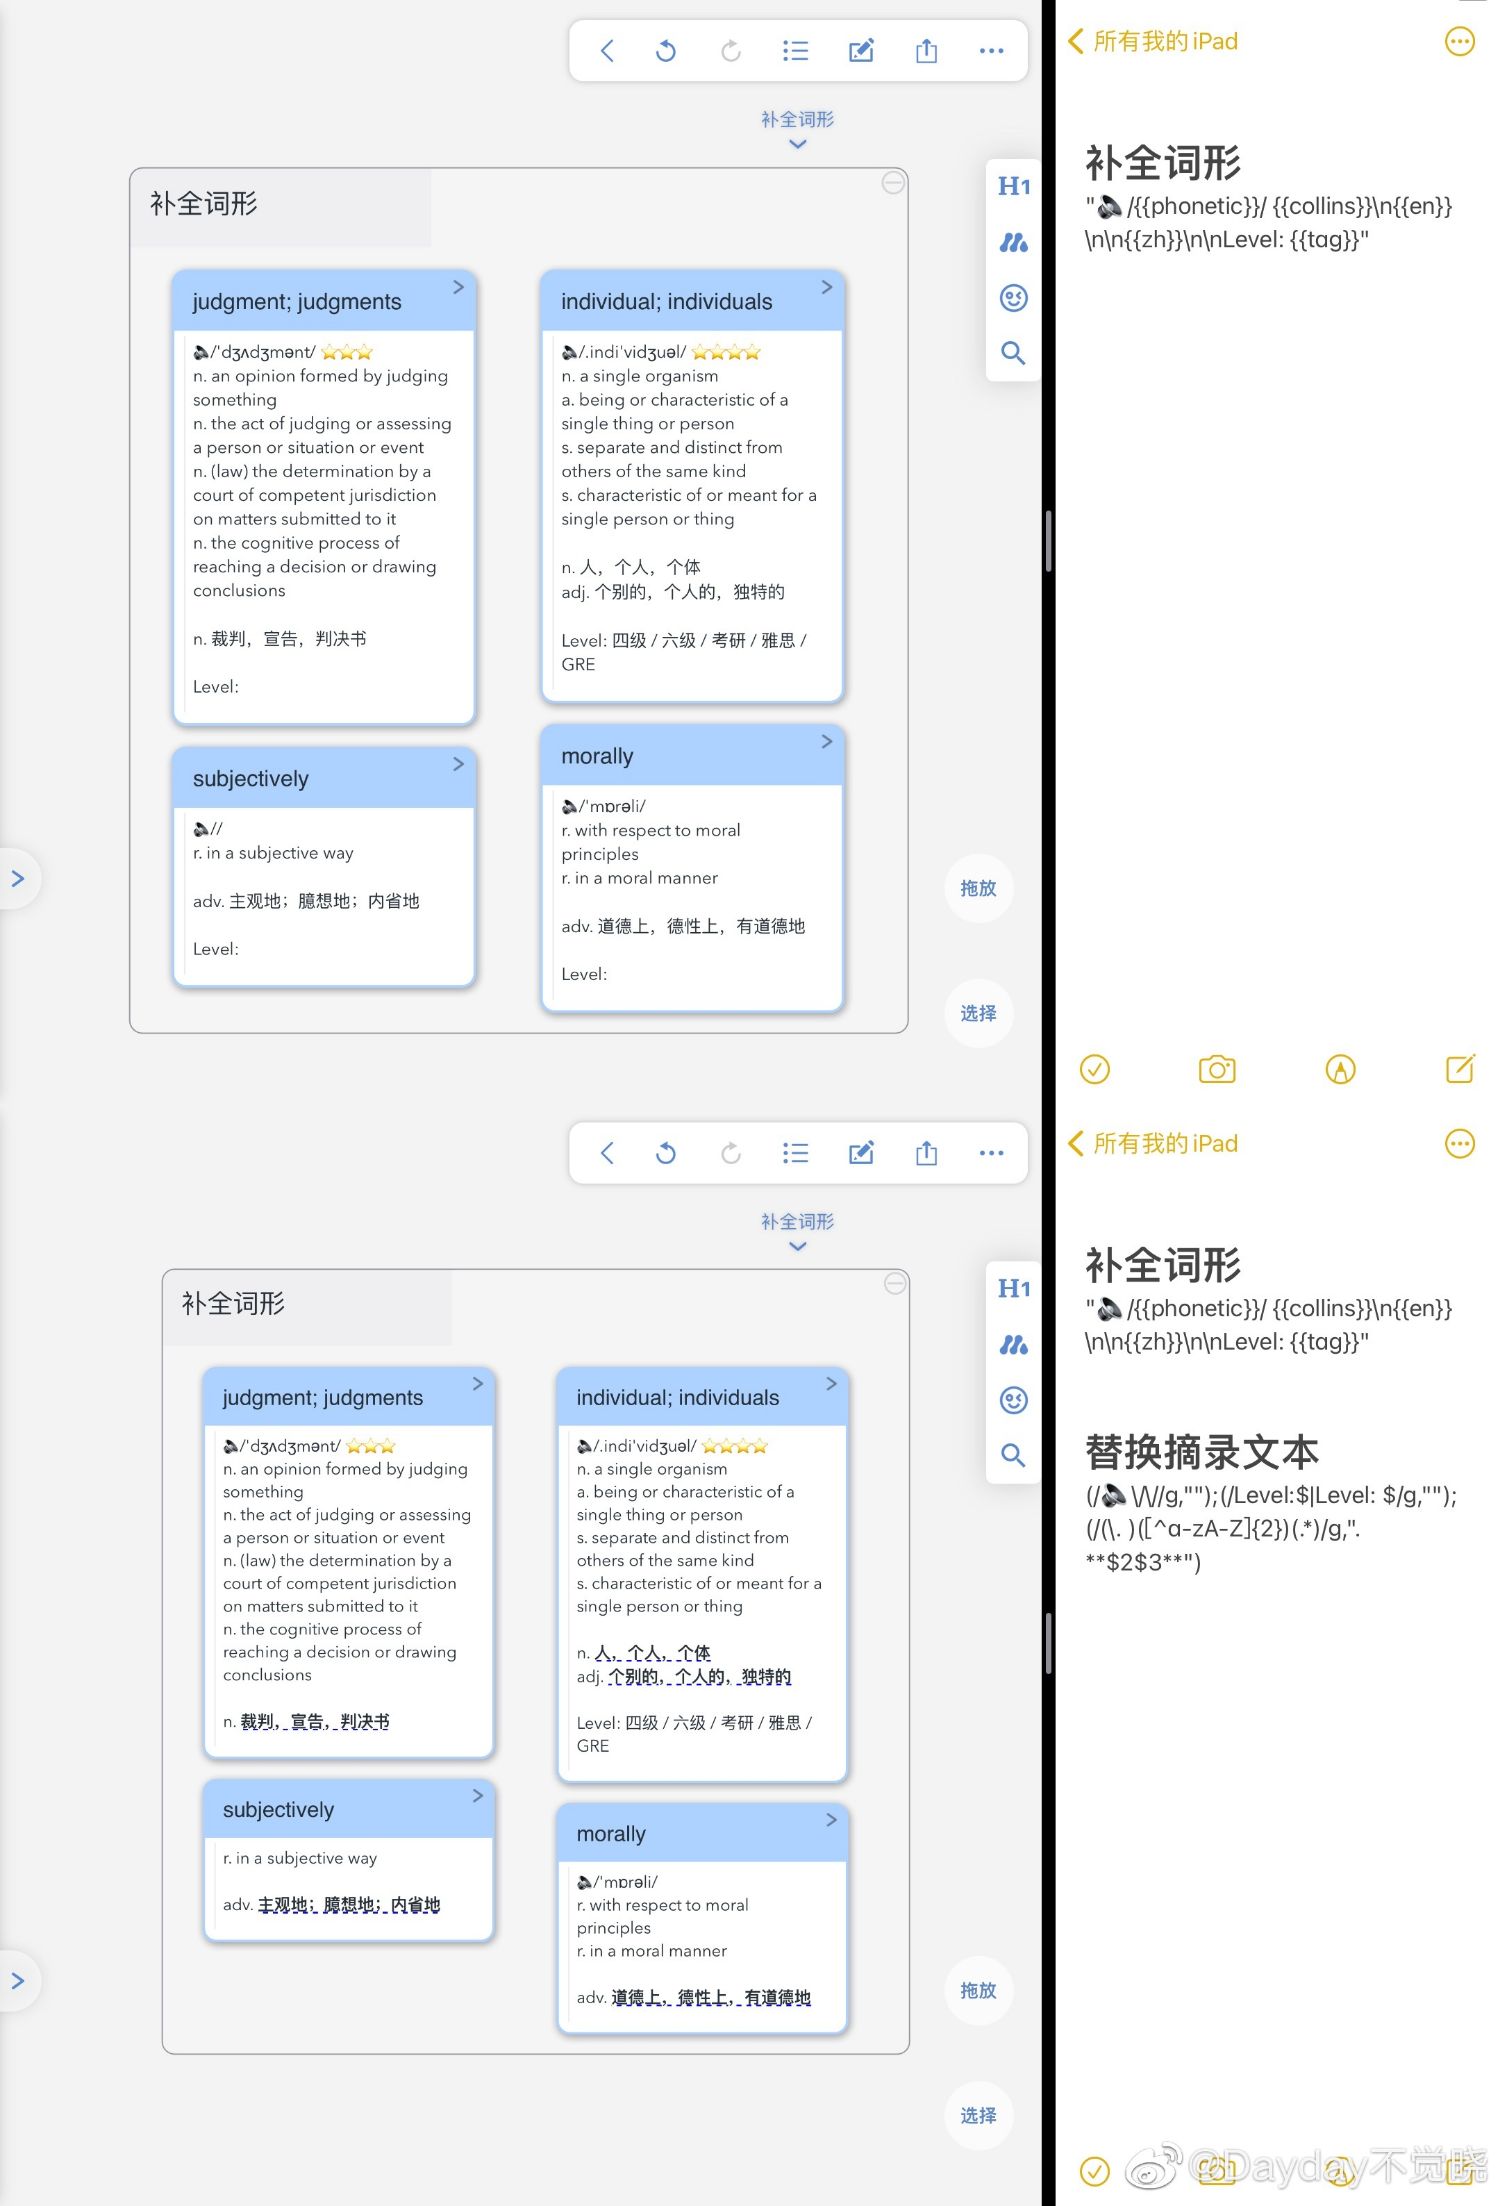 补全词形
补全词形
judgment; judgments
🔈/'dʒʌdʒmənt/ ⭐⭐⭐
n. an opinion formed by judging
something
n. the act of judging or assessing
a person or situation or event
n. (law) the determination by a
court of competent jurisdiction
on matters submitted to it
n. the cognitive process of
reaching a decision or drawing
conclusions
n. 裁判，宣告，判决书
Level:
individual; individuals
🔈/.indi'vidʒuəl/ ⭐⭐⭐⭐
n. a single organism
a. being or characteristic of a
single thing or person
s. separate and distinct from
others of the same kind
s. characteristic of or meant for a
single person or thing
n. 人，个人，个体
adj. 个别的，个人的，独特的
Level: 四级 / 六级 / 考研 / 雅思 /
GRE
subjectively
🔈//
r. in a subjective way
adv. 主观地；臆想地；内省地
Level:
morally
🔈/'mɒrəli/
r. with respect to moral
principles
r. in a moral manner
adv. 道德上，德性上，有道德地
Level:
H1
拖放
选择
所有我的 iPad
补全词形
"🔈/{{phonetic}}/ {{collins}}\n{{en}}
\n\n{{zh}}\n\nLevel: {{tag}}"
补全词形
补全词形
judgment; judgments
🔈/'dʒʌdʒmənt/ ⭐⭐⭐
n. an opinion formed by judging
something
n. the act of judging or assessing
a person or situation or event
n. (law) the determination by a
court of competent jurisdiction
on matters submitted to it
n. the cognitive process of
reaching a decision or drawing
conclusions
n. 裁判，宣告，判决书
individual; individuals
🔈/.indi'vidʒuəl/ ⭐⭐⭐⭐
n. a single organism
a. being or characteristic of a
single thing or person
s. separate and distinct from
others of the same kind
s. characteristic of or meant for a
single person or thing
n. 人，个人，个体
adj. 个别的，个人的，独特的
Level: 四级 / 六级 / 考研 / 雅思 /
GRE
subjectively
r. in a subjective way
adv. 主观地；臆想地；内省地
morally
🔈/'mɒrəli/
r. with respect to moral
principles
r. in a moral manner
adv. 道德上，德性上，有道德地
H1
拖放
选择
所有我的 iPad
补全词形
"🔈/{{phonetic}}/ {{collins}}\n{{en}}
\n\n{{zh}}\n\nLevel: {{tag}}"
替换摘录文本
(/🔈\/\//g,"");(/Level:$|Level: $/g,"");
(/(\. )([^a-zA-Z]{2})(.*)/g,".
**$2$3**")
@Dayday不觉晓